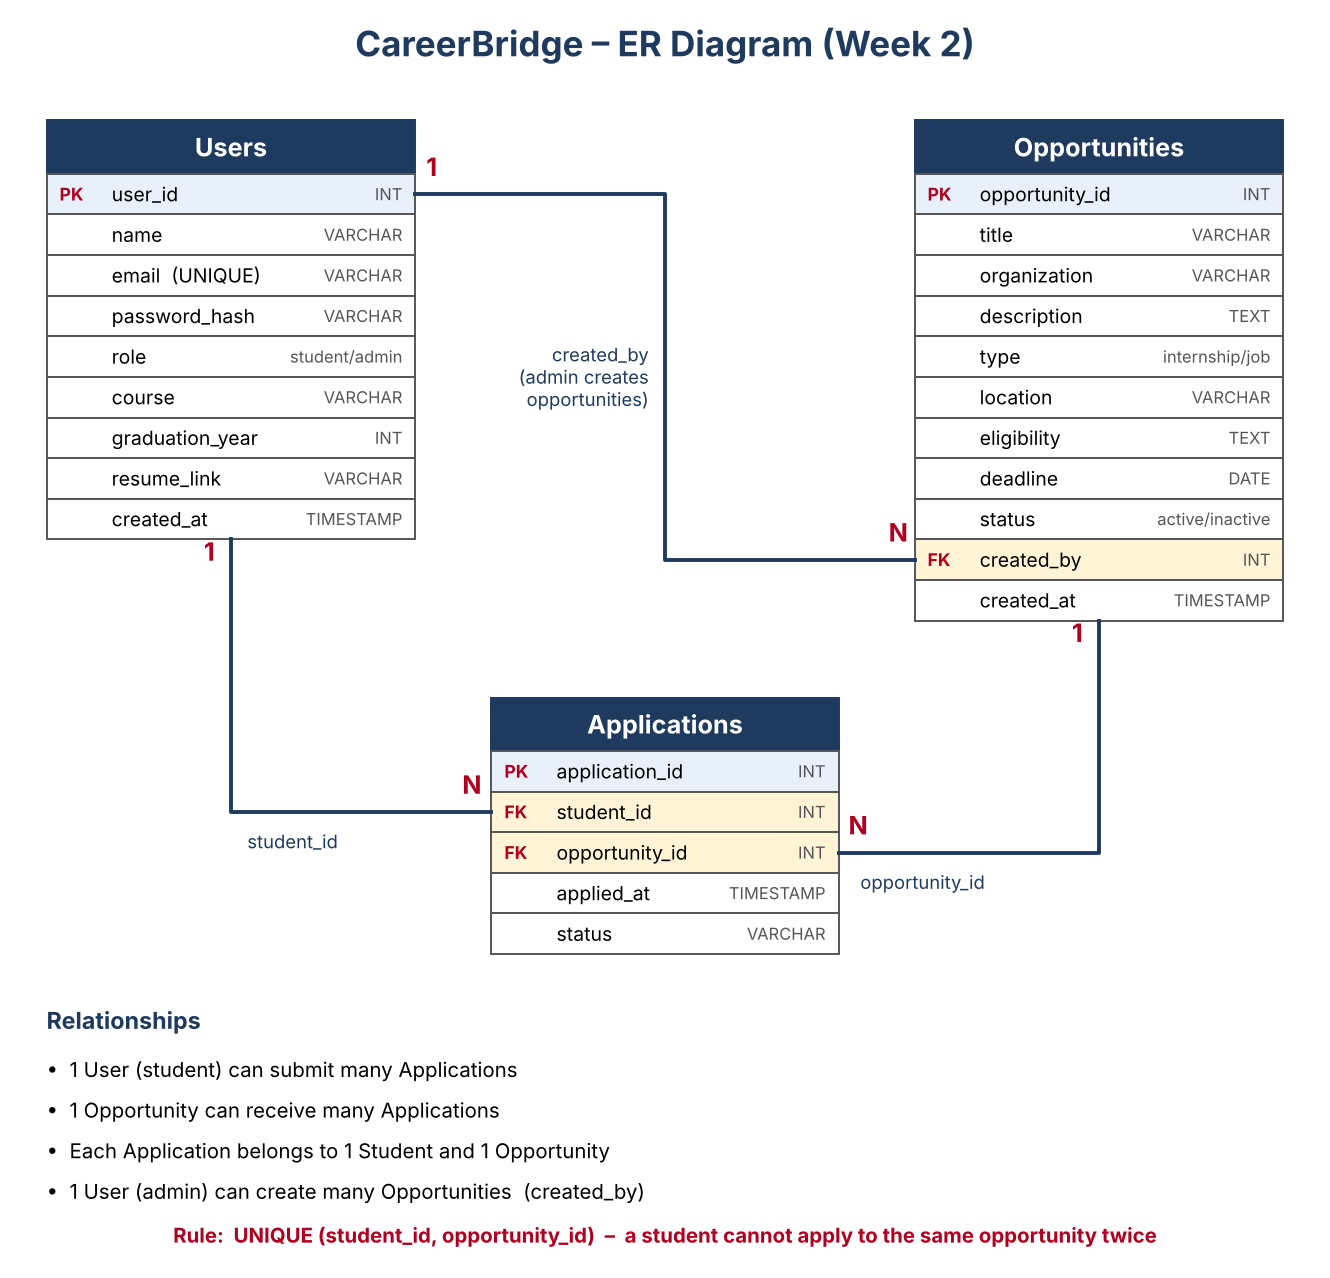 CareerBridge – ER Diagram (Week 2)
Users
PK user_id INT
name VARCHAR
email (UNIQUE) VARCHAR
password_hash VARCHAR
role student/admin
course VARCHAR
graduation_year INT
resume_link VARCHAR
created_at TIMESTAMP
1
1
created_by
(admin creates
opportunities)
N
Opportunities
PK opportunity_id INT
title VARCHAR
organization VARCHAR
description TEXT
type internship/job
location VARCHAR
eligibility TEXT
deadline DATE
status active/inactive
FK created_by INT
created_at TIMESTAMP
1
Applications
PK application_id INT
FK student_id INT
FK opportunity_id INT
applied_at TIMESTAMP
status VARCHAR
N
student_id
N
opportunity_id
Relationships
• 1 User (student) can submit many Applications
• 1 Opportunity can receive many Applications
• Each Application belongs to 1 Student and 1 Opportunity
• 1 User (admin) can create many Opportunities (created_by)
Rule: UNIQUE (student_id, opportunity_id) – a student cannot apply to the same opportunity twice